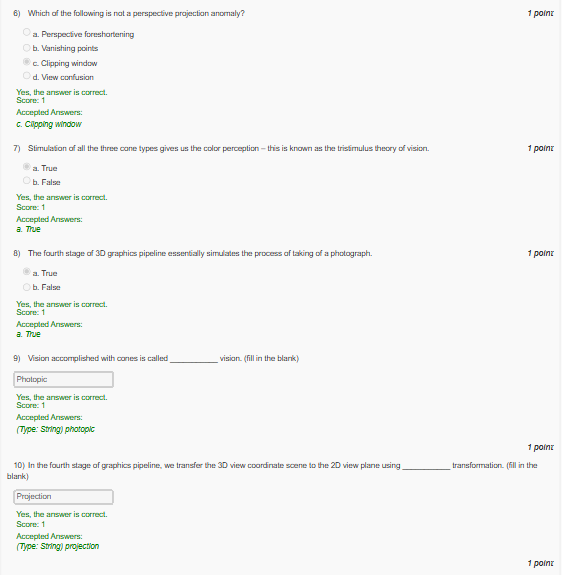 6) Which of the following is not a perspective projection anomaly? 1 point
a. Perspective foreshortening
b. Vanishing points
c. Clipping window
d. View confusion
Yes, the answer is correct.
Score: 1
Accepted Answers:
c. Clipping window
7) Stimulation of all the three cone types gives us the color perception – this is known as the tristimulus theory of vision. 1 point
a. True
b. False
Yes, the answer is correct.
Score: 1
Accepted Answers:
a. True
8) The fourth stage of 3D graphics pipeline essentially simulates the process of taking of a photograph. 1 point
a. True
b. False
Yes, the answer is correct.
Score: 1
Accepted Answers:
a. True
9) Vision accomplished with cones is called ___________ vision. (fill in the blank)
Photopic
Yes, the answer is correct.
Score: 1
Accepted Answers:
(Type: String) photopic
1 point
10) In the fourth stage of graphics pipeline, we transfer the 3D view coordinate scene to the 2D view plane using ___________ transformation. (fill in the
blank)
Projection
Yes, the answer is correct.
Score: 1
Accepted Answers:
(Type: String) projection
1 point